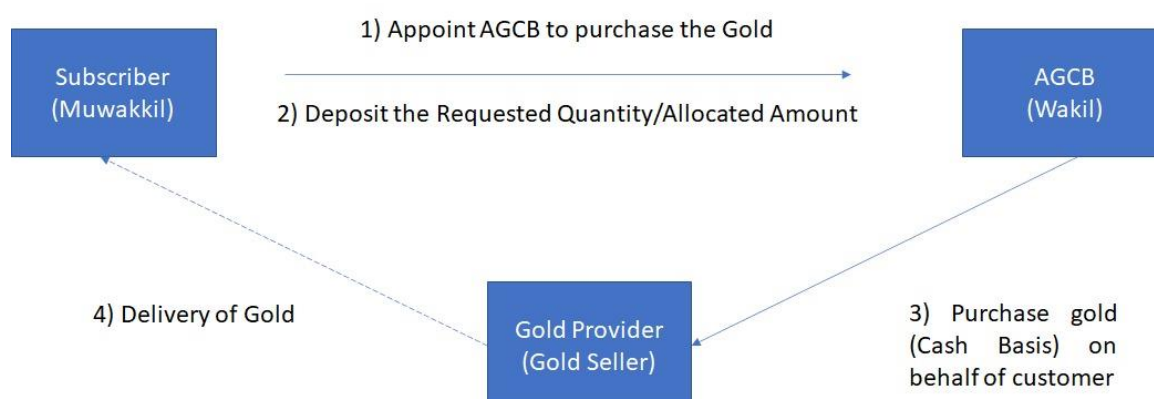 1) Appoint AGCB to purchase the Gold
Subscriber
(Muwakkil)
AGCB
(Wakil)
2) Deposit the Requested Quantity/Allocated Amount
4) Delivery of Gold
Gold Provider
(Gold Seller)
3) Purchase gold
(Cash Basis) on
behalf of customer